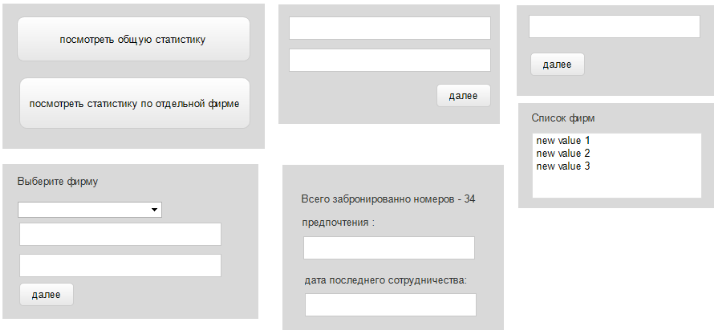 посмотреть общую статистику
посмотреть статистику по отдельной фирме
далее
далее
Список фирм
new value 1
new value 2
new value 3
Выберите фирму
далее
Всего забронированно номеров - 34
предпочтения :
дата последнего сотрудничества: